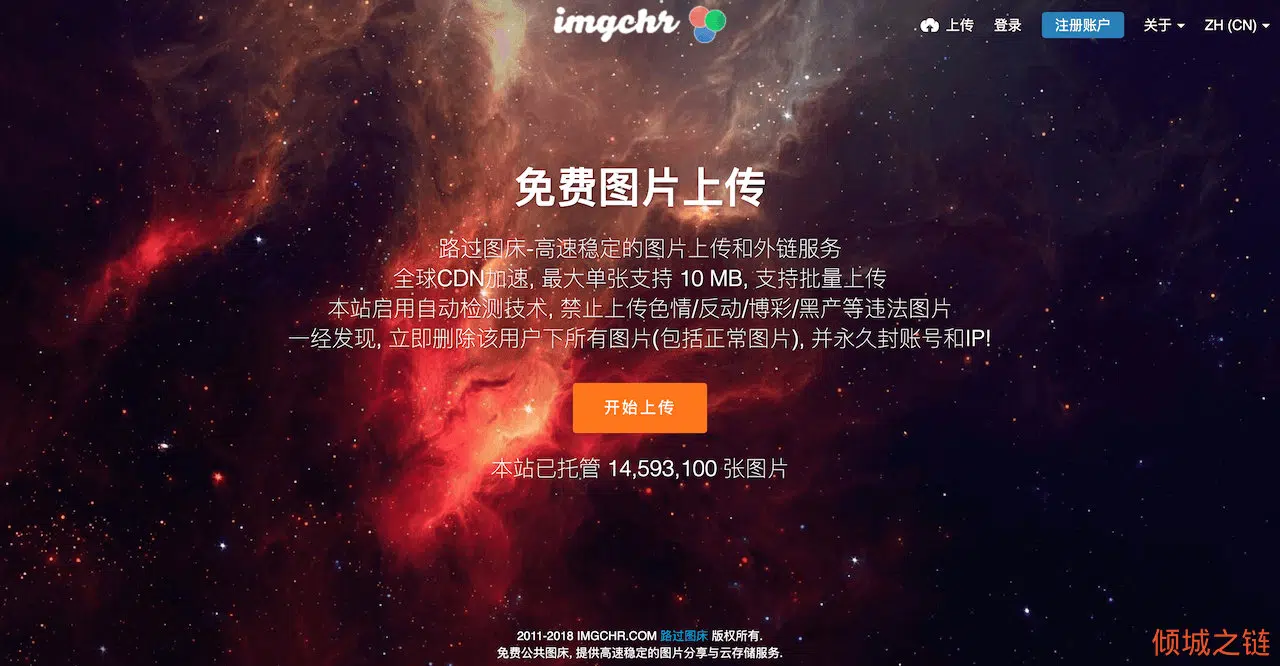 imgchr
上传 登录 注册账户 关于 ZH (CN)
免费图片上传
路过图床-高速稳定的图片上传和外链服务
全球CDN加速, 最大单张支持 10 MB, 支持批量上传
本站启用自动检测技术, 禁止上传色情/反动/博彩/黑产等违法图片
一经发现, 立即删除该用户下所有图片(包括正常图片), 并永久封账号和IP!
开始上传
本站已托管 14,593,100 张图片
2011-2018 IMGCHR.COM 路过图床 版权所有.
免费公共图床, 提供高速稳定的图片分享与云存储服务.
倾城之链